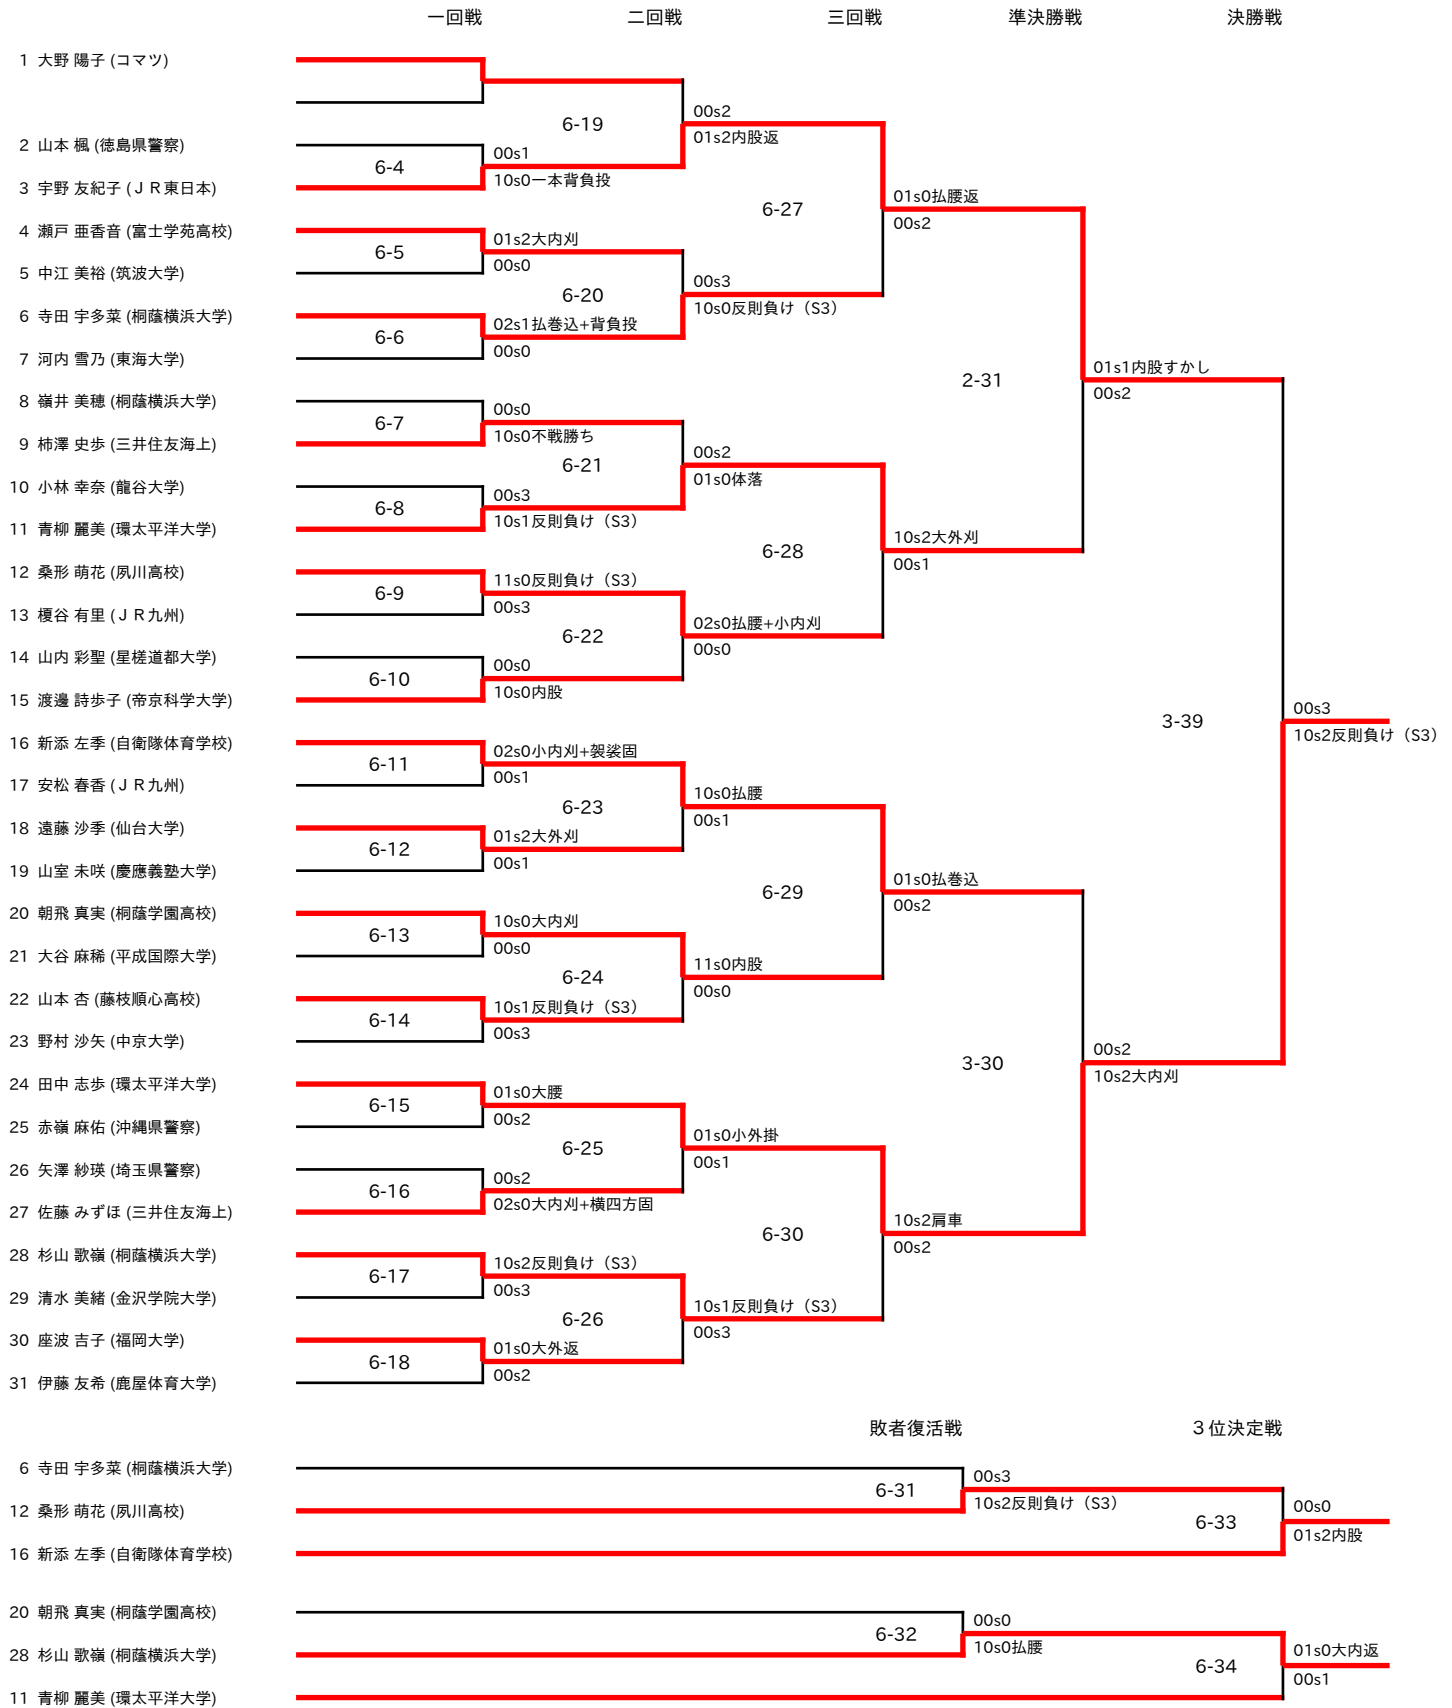 一回戦 二回戦 三回戦 準決勝戦 決勝戦
1 大野 陽子 (コマツ)
00s2
6-19
01s2内股返
2 山本 楓 (徳島県警察)
00s1
6-4
10s0一本背負投
3 宇野 友紀子 (ＪＲ東日本)
01s0払腰返
6-27
00s2
4 瀬戸 亜香音 (富士学苑高校)
01s2大内刈
6-5
00s0
5 中江 美裕 (筑波大学)
00s3
6-20
10s0反則負け（S3）
6 寺田 宇多菜 (桐蔭横浜大学)
02s1払巻込+背負投
6-6
00s0
7 河内 雪乃 (東海大学)
01s1内股すかし
2-31
00s2
8 嶺井 美穂 (桐蔭横浜大学)
00s0
6-7
10s0不戦勝ち
9 柿澤 史歩 (三井住友海上)
00s2
6-21
01s0体落
10 小林 幸奈 (龍谷大学)
00s3
6-8
10s1反則負け（S3）
11 青柳 麗美 (環太平洋大学)
10s2大外刈
6-28
00s1
12 桑形 萌花 (夙川高校)
11s0反則負け（S3）
6-9
00s3
13 榎谷 有里 (ＪＲ九州)
02s0払腰+小内刈
6-22
00s0
14 山内 彩聖 (星槎道都大学)
00s0
6-10
10s0内股
15 渡邊 詩歩子 (帝京科学大学)
00s3
3-39
10s2反則負け（S3）
16 新添 左季 (自衛隊体育学校)
02s0小内刈+袈裟固
6-11
00s1
17 安松 春香 (ＪＲ九州)
10s0払腰
6-23
00s1
18 遠藤 沙季 (仙台大学)
01s2大外刈
6-12
00s1
19 山室 未咲 (慶應義塾大学)
01s0払巻込
6-29
00s2
20 朝飛 真実 (桐蔭学園高校)
10s0大内刈
6-13
00s0
21 大谷 麻稀 (平成国際大学)
11s0内股
6-24
00s0
22 山本 杏 (藤枝順心高校)
10s1反則負け（S3）
6-14
00s3
23 野村 沙矢 (中京大学)
00s2
3-30
10s2大内刈
24 田中 志歩 (環太平洋大学)
01s0大腰
6-15
00s2
25 赤嶺 麻佑 (沖縄県警察)
01s0小外掛
6-25
00s1
26 矢澤 紗瑛 (埼玉県警察)
00s2
6-16
02s0大内刈+横四方固
27 佐藤 みずほ (三井住友海上)
10s2肩車
6-30
00s2
28 杉山 歌嶺 (桐蔭横浜大学)
10s2反則負け（S3）
6-17
00s3
29 清水 美緒 (金沢学院大学)
10s1反則負け（S3）
6-26
00s3
30 座波 吉子 (福岡大学)
01s0大外返
6-18
00s2
31 伊藤 友希 (鹿屋体育大学)
敗者復活戦 ３位決定戦
6 寺田 宇多菜 (桐蔭横浜大学)
00s3
6-31
10s2反則負け（S3）
12 桑形 萌花 (夙川高校)
00s0
6-33
01s2内股
16 新添 左季 (自衛隊体育学校)
20 朝飛 真実 (桐蔭学園高校)
00s0
6-32
10s0払腰
28 杉山 歌嶺 (桐蔭横浜大学)
01s0大内返
6-34
00s1
11 青柳 麗美 (環太平洋大学)